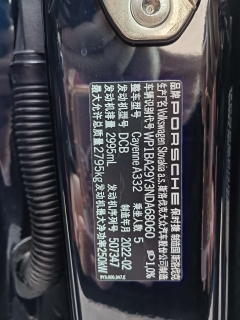 品牌 PORSCHE 保时捷 制造国 斯洛伐克
生产厂名 Volkswagen Slovakia a.s.斯洛伐克大众汽车股份公司
车辆识别代号 WP1BA29Y3NDA68060
整车型号 Cayenne A332 乘坐人数 5
发动机型号 DCB 制造年月 2022-02
发动机排量 2995mL 发动机序列号 507347
最大允许总质量 2795kg 发动机最大净功率 250kW